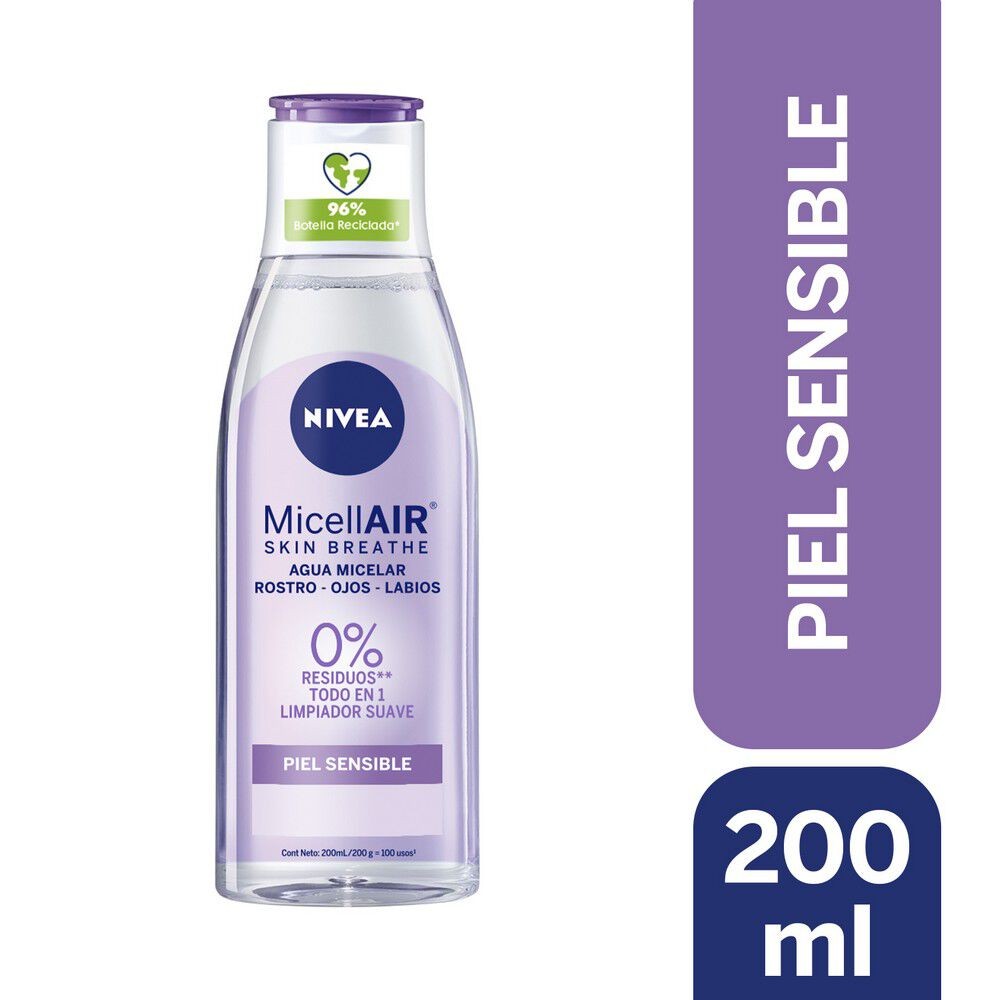 96%
Botella Reciclada*
NIVEA
MicellAIR®
SKIN BREATHE
AGUA MICELAR
ROSTRO - OJOS - LABIOS
0%
RESIDUOS**
TODO EN 1
LIMPIADOR SUAVE
PIEL SENSIBLE
Cont Neto: 200mL/200 g = 100 usos¹
PIEL SENSIBLE
200
ml